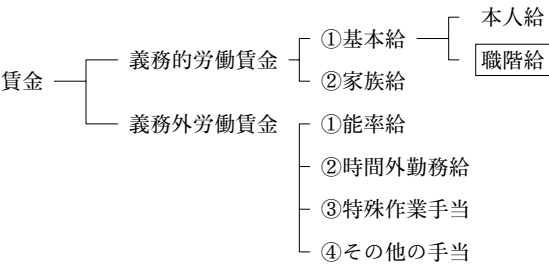 賃金
義務的労働賃金
①基本給
本人給
職階給
②家族給
義務外労働賃金
①能率給
②時間外勤務給
③特殊作業手当
④その他の手当